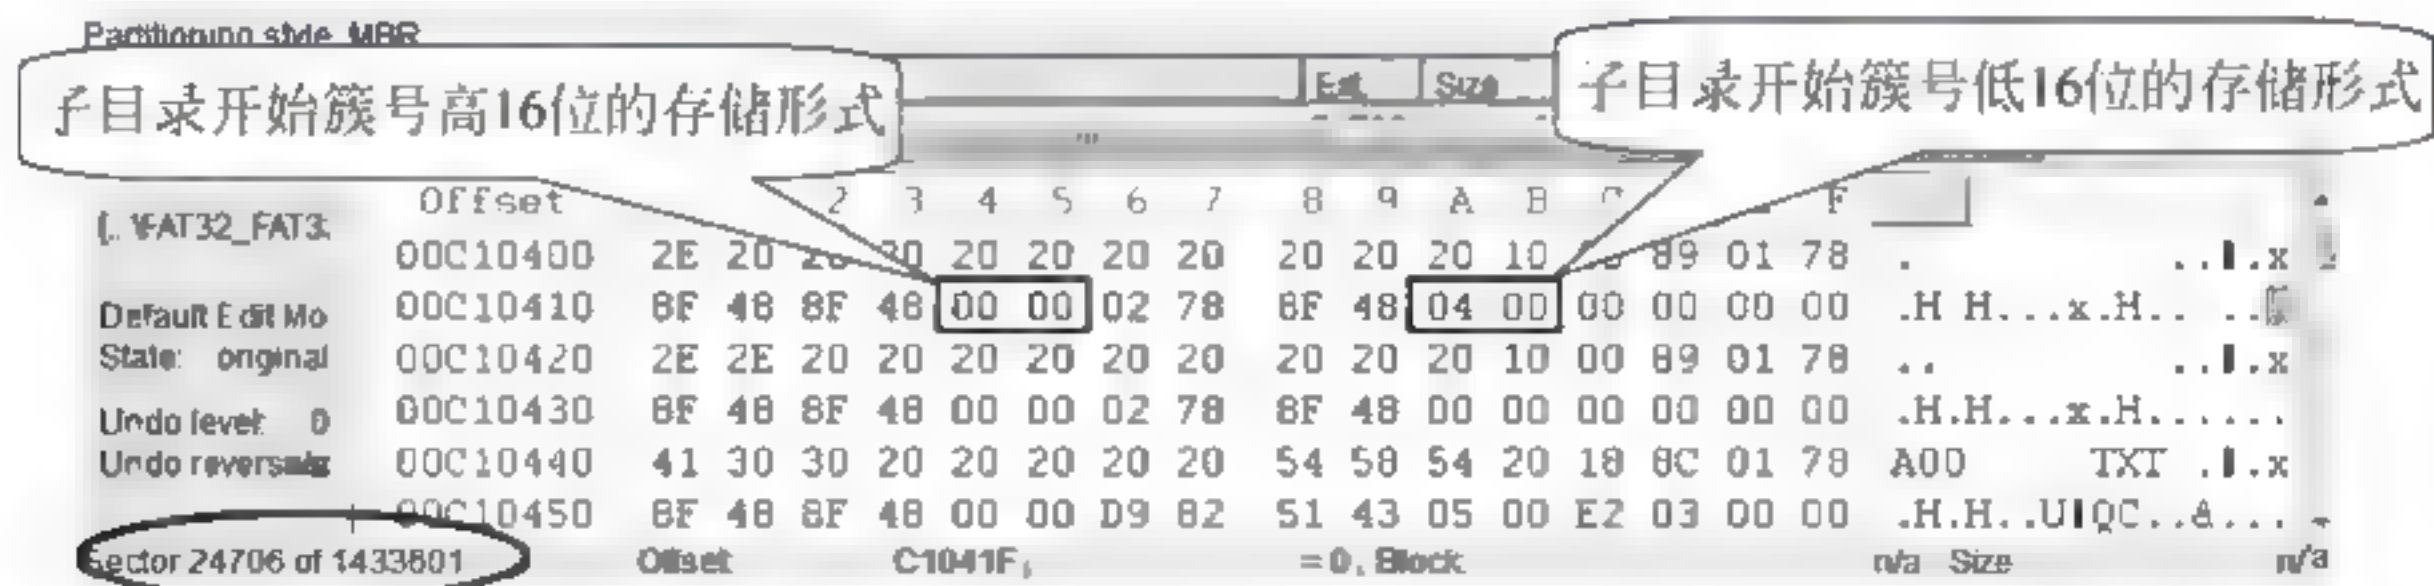 Partitioning style MBR
子目录开始簇号高16位的存储形式
Ext. Size
子目录开始簇号低16位的存储形式
Offset 2 3 4 5 6 7 8 9 A B C F
00C10400 2E 20 20 20 20 20 20 20 20 20 20 10 89 01 78
Default Edit Mo
00C10410 8F 48 8F 48 00 00 02 78 8F 48 04 00 00 00 00 00 .H H...x.H..
State: original
00C10420 2E 2E 20 20 20 20 20 20 20 20 20 10 00 89 01 78
00C10430 8F 48 8F 48 00 00 02 78 8F 48 00 00 00 00 00 00 .H.H...x.H......
Undo level: 0
Undo reversals
00C10440 41 30 30 20 20 20 20 20 54 58 54 20 18 8C 01 78 A00 TXT
00C10450 8F 48 8F 48 00 00 D9 82 51 43 05 00 E2 03 00 00
Sector 24706 of 1433601 Offset C1041F = 0, Block n/a Size n/a